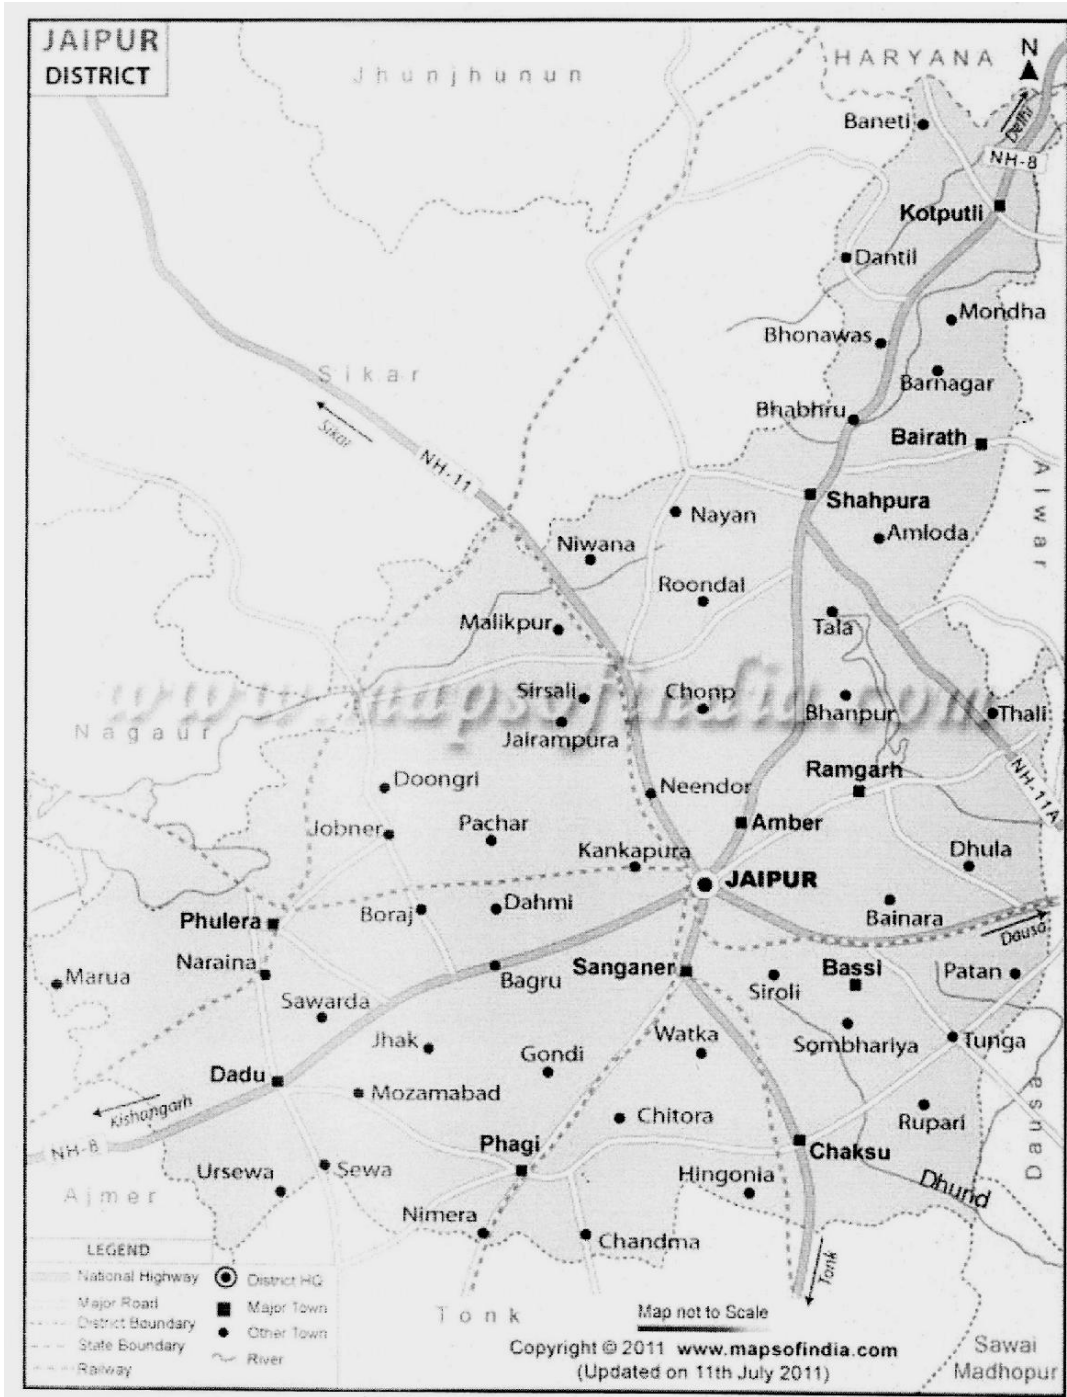 JAIPUR
DISTRICT
Jhunjhunun
HARYANA
N
Delhi
Baneti
NH-8
Kotputli
Dantil
Mondha
Bhonawas
Barnagar
Sikar
Bhabhru
Sikar
Bairath
NH-11
Alwar
Shahpura
Nayan
Amloda
Niwana
Roondal
Malikpur
Tala
www.mapsofindia.com
Sirsali
Chonp
Bhanpur
Thali
Nagaur
Jairampura
Doongri
Ramgarh
NH-11A
Neendor
Jobner
Pachar
Amber
Kankapura
Dhula
JAIPUR
Phulera
Boraj
Dahmi
Bainara
Dausa
Naraina
Marua
Bagru
Sanganer
Siroli
Bassi
Patan
Sawarda
Jhak
Gondi
Watka
Sombhariya
Tunga
Dadu
Mozamabad
Kishangarh
Chitora
Rupari
Dausa
NH-8
Phagi
Chaksu
Ajmer
Ursewa
Sewa
Hingonia
Dhund
Nimera
Chandma
Tonk
LEGEND
National Highway
District HQ
Major Road
Major Town
District Boundary
Other Town
State Boundary
River
Railway
Tonk
Map not to Scale
Copyright © 2011 www.mapsofindia.com
(Updated on 11th July 2011)
Sawai
Madhopur